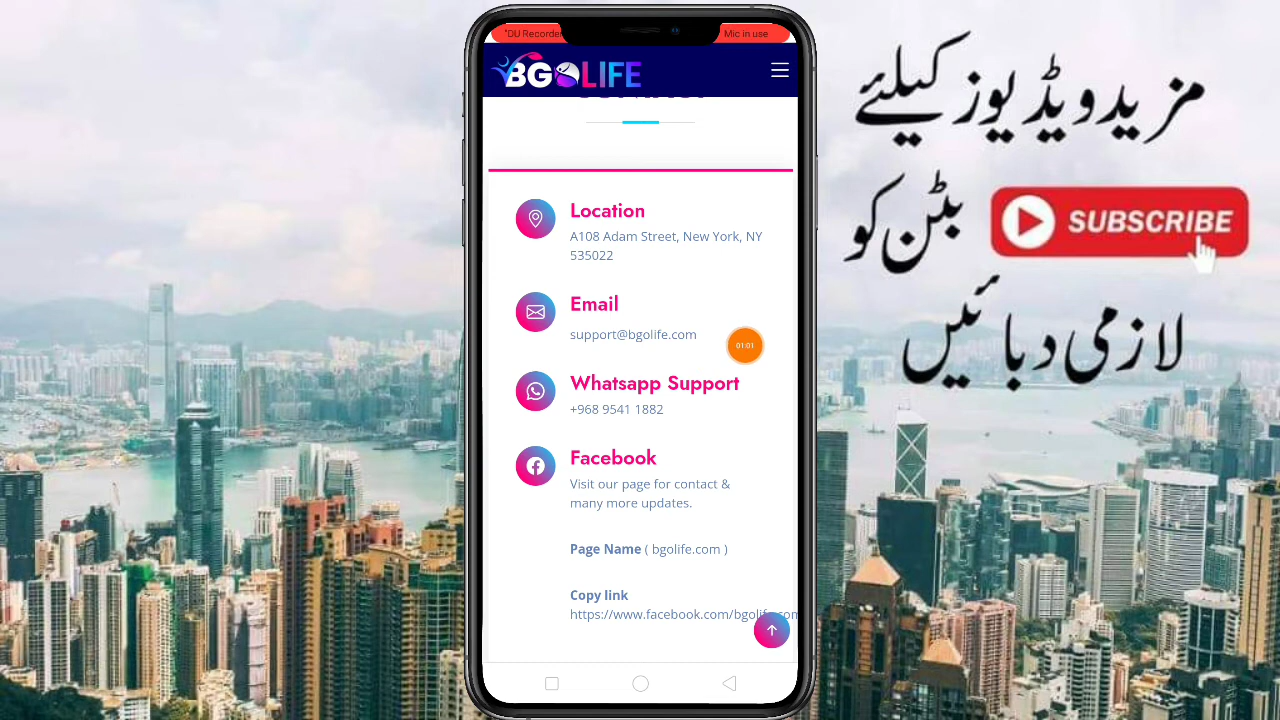 "DU Recorder
Mic in use
BGOLIFE
Location
A108 Adam Street, New York, NY
535022
Email
support@bgolife.com
01:01
Whatsapp Support
+968 9541 1882
Facebook
Visit our page for contact &
many more updates.
Page Name ( bgolife.com )
Copy link
https://www.facebook.com/bgolife.com
مزید ویڈیوز کیلئے
SUBSCRIBE بٹن کو
لازمی دبائیں